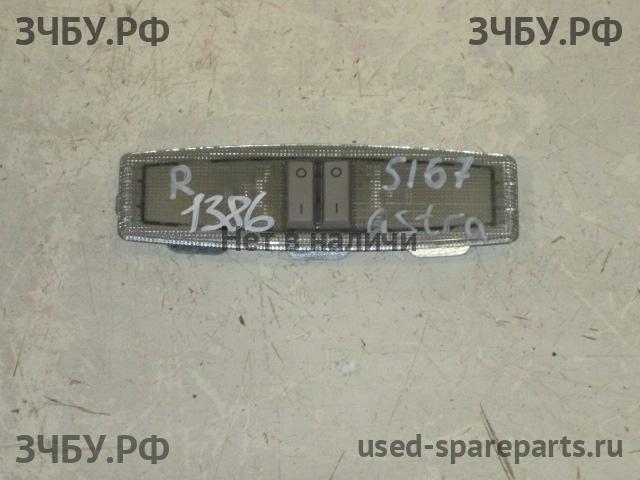 ЗЧБУ.РФ ЗЧБУ.РФ
R 5167
1386 astra
O O
I I
Нет в наличии
ЗЧБУ.РФ used-spareparts.ru